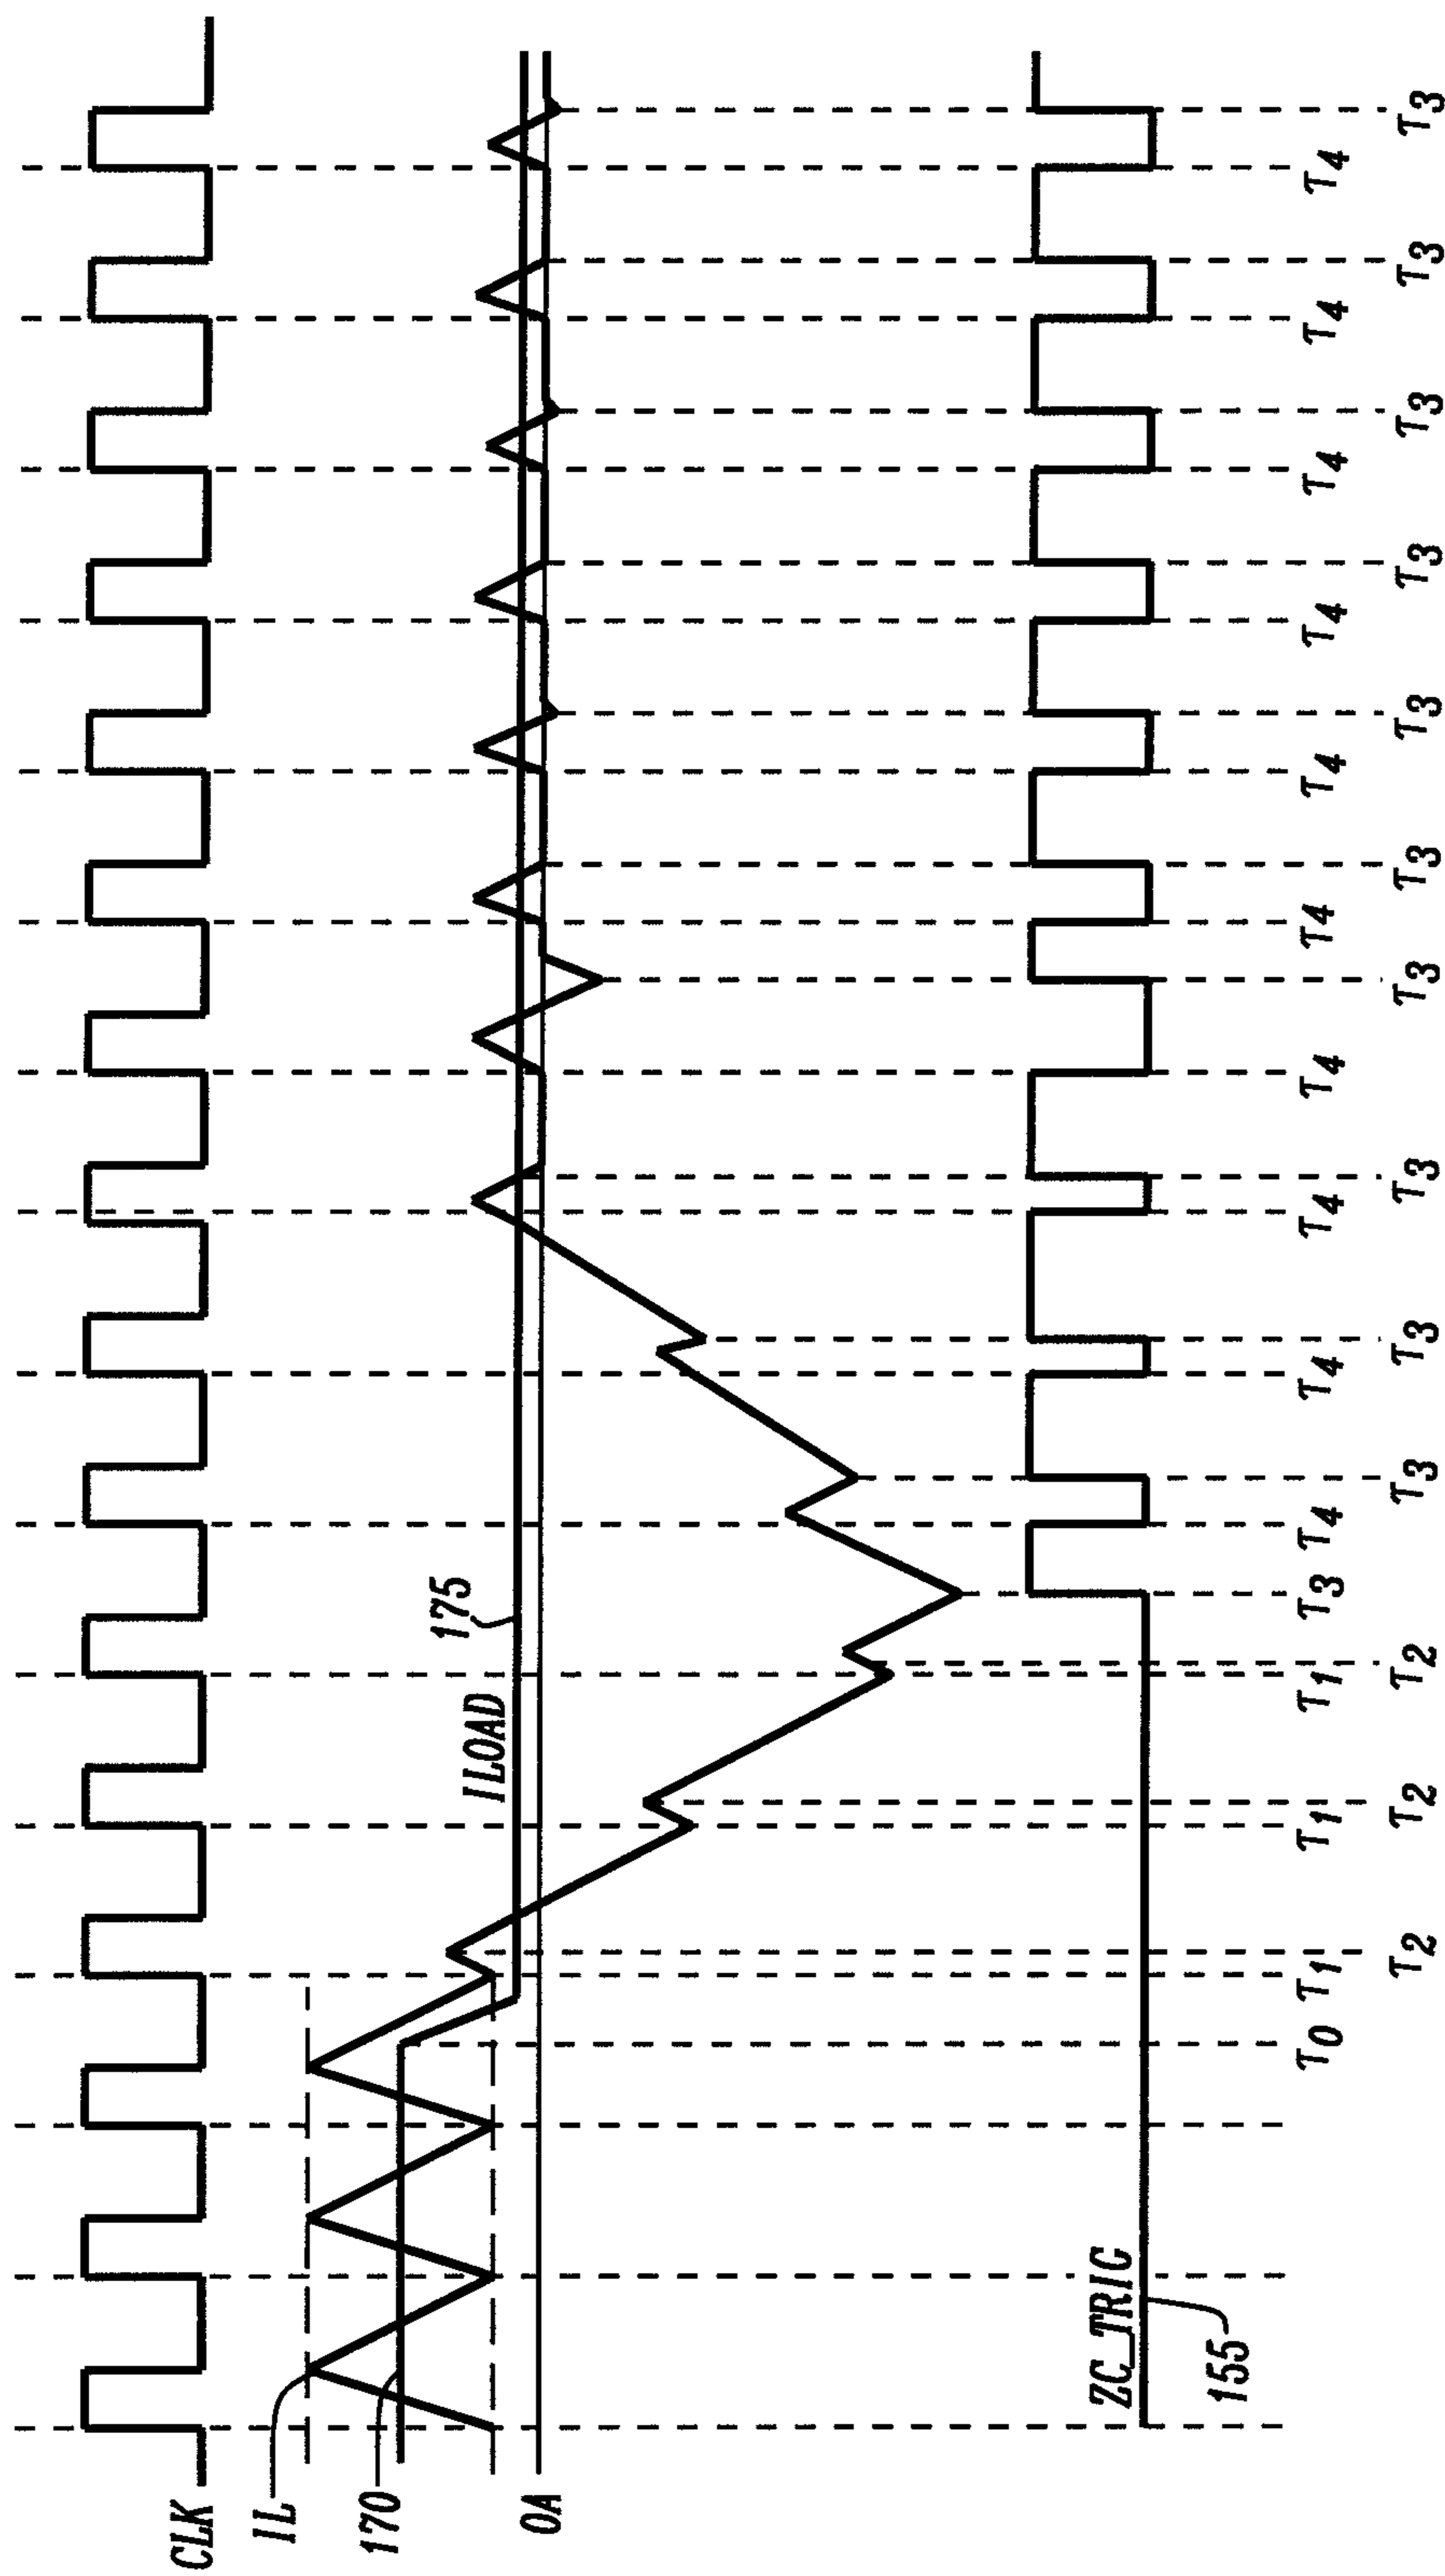 CLK
IL
170
ILOAD 175
0A
ZC_TRIG
155
T0 T1 T1 T1 T3 T4 T4 T4 T4 T4 T4 T4 T4 T4 T4
T2 T2 T2 T3 T3 T3 T3 T3 T3 T3 T3 T3 T3